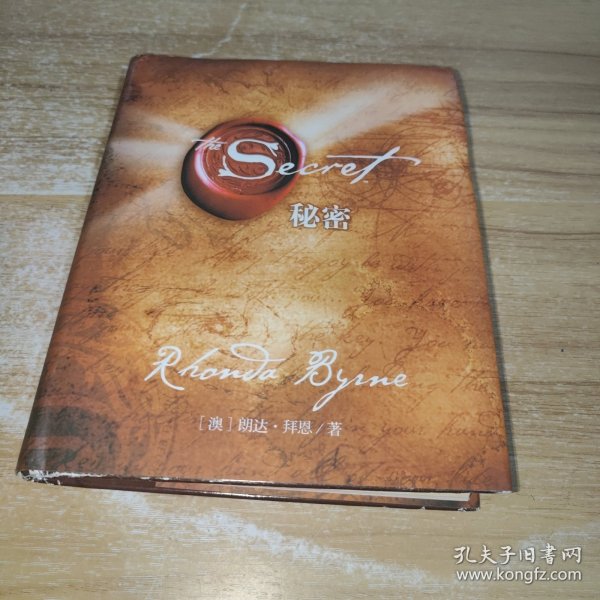 The Secret
秘密
Rhonda Byrne
[澳]朗达·拜恩/著
孔夫子旧书网
www.kongfz.com